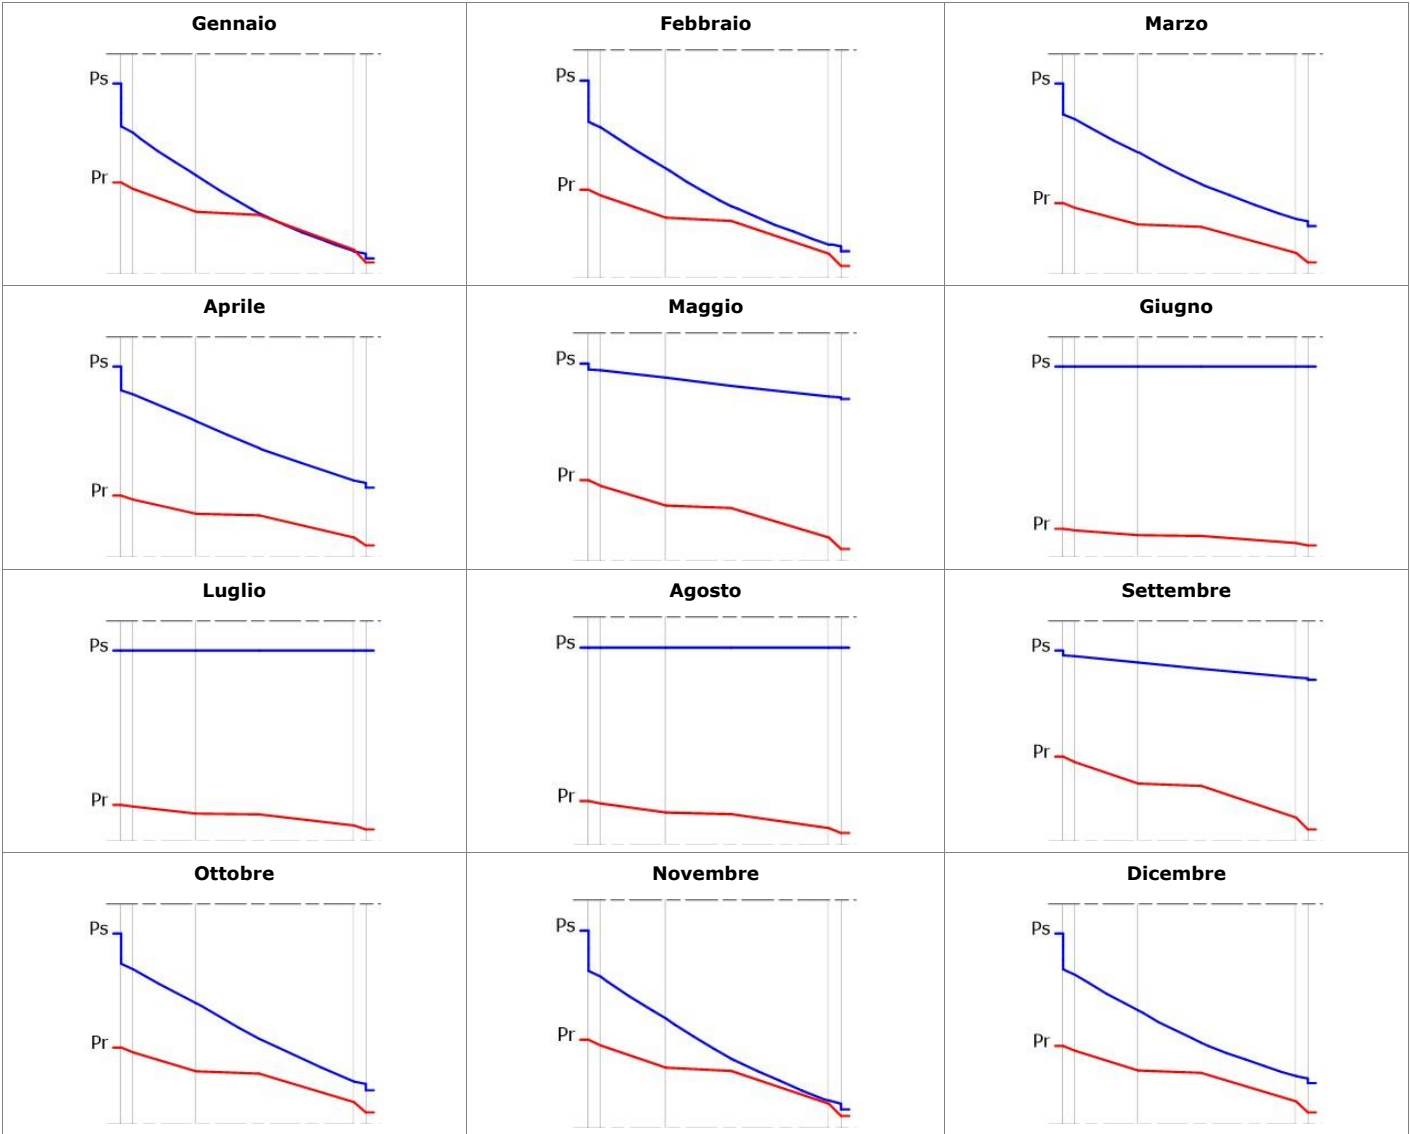 Gennaio
Febbraio
Marzo
Ps
Pr
Ps
Pr
Ps
Pr
Aprile
Maggio
Giugno
Ps
Pr
Ps
Pr
Ps
Pr
Luglio
Agosto
Settembre
Ps
Pr
Ps
Pr
Ps
Pr
Ottobre
Novembre
Dicembre
Ps
Pr
Ps
Pr
Ps
Pr